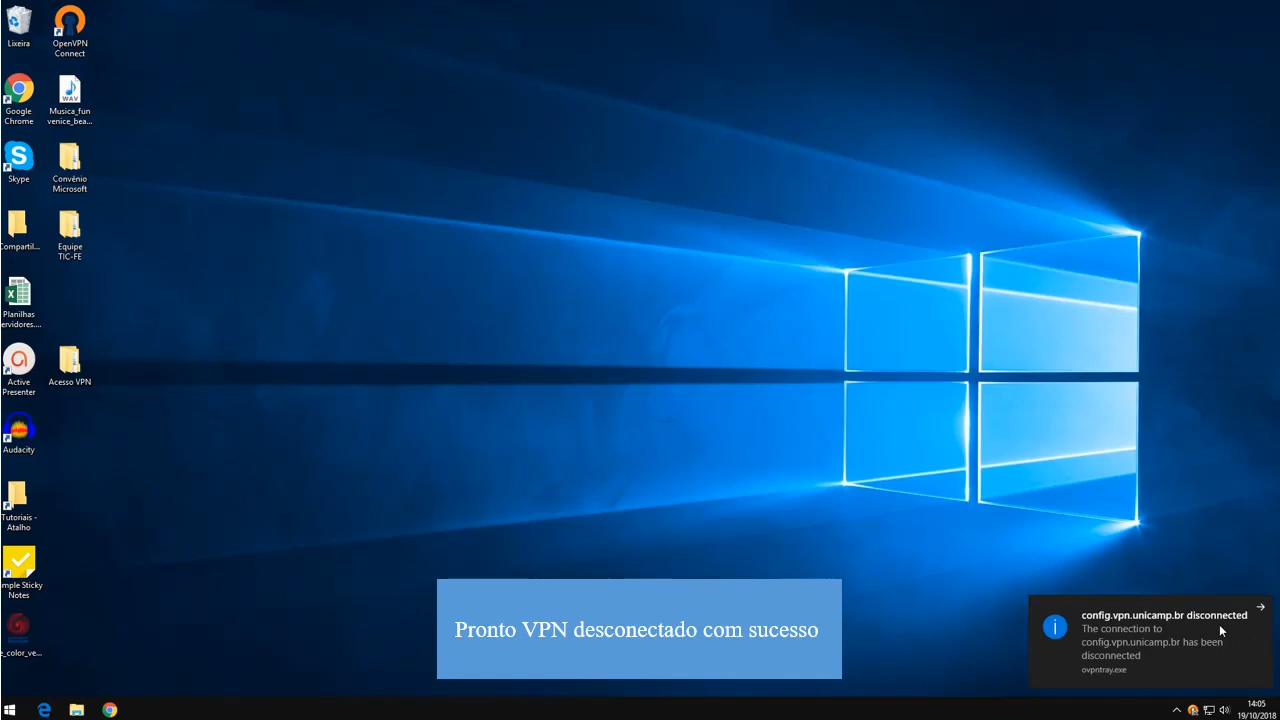 Lixeira
OpenVPN
Connect
Google
Chrome
WAV
Musica_fun
venice_bea...
S
Skype
Convênio
Microsoft
Compartil...
Equipe
TIC-FE
X
Planilhas
ervidores....
Active
Presenter
Acesso VPN
Audacity
Tutoriais -
Atalho
mple Sticky
Notes
e_color_ve...
Pronto VPN desconectado com sucesso
config.vpn.unicamp.br disconnected
The connection to
config.vpn.unicamp.br has been
disconnected
ovpntray.exe
14:05
19/10/2018